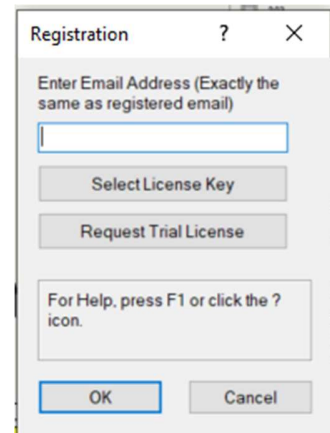 Registration ? ×
Enter Email Address (Exactly the
same as registered email)
Select License Key
Request Trial License
For Help, press F1 or click the ?
icon.
OK Cancel